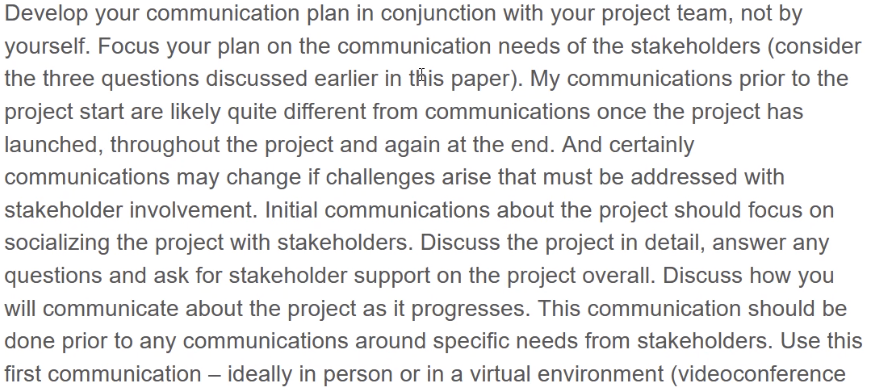 Develop your communication plan in conjunction with your project team, not by
yourself. Focus your plan on the communication needs of the stakeholders (consider
the three questions discussed earlier in this paper). My communications prior to the
project start are likely quite different from communications once the project has
launched, throughout the project and again at the end. And certainly
communications may change if challenges arise that must be addressed with
stakeholder involvement. Initial communications about the project should focus on
socializing the project with stakeholders. Discuss the project in detail, answer any
questions and ask for stakeholder support on the project overall. Discuss how you
will communicate about the project as it progresses. This communication should be
done prior to any communications around specific needs from stakeholders. Use this
first communication – ideally in person or in a virtual environment (videoconference